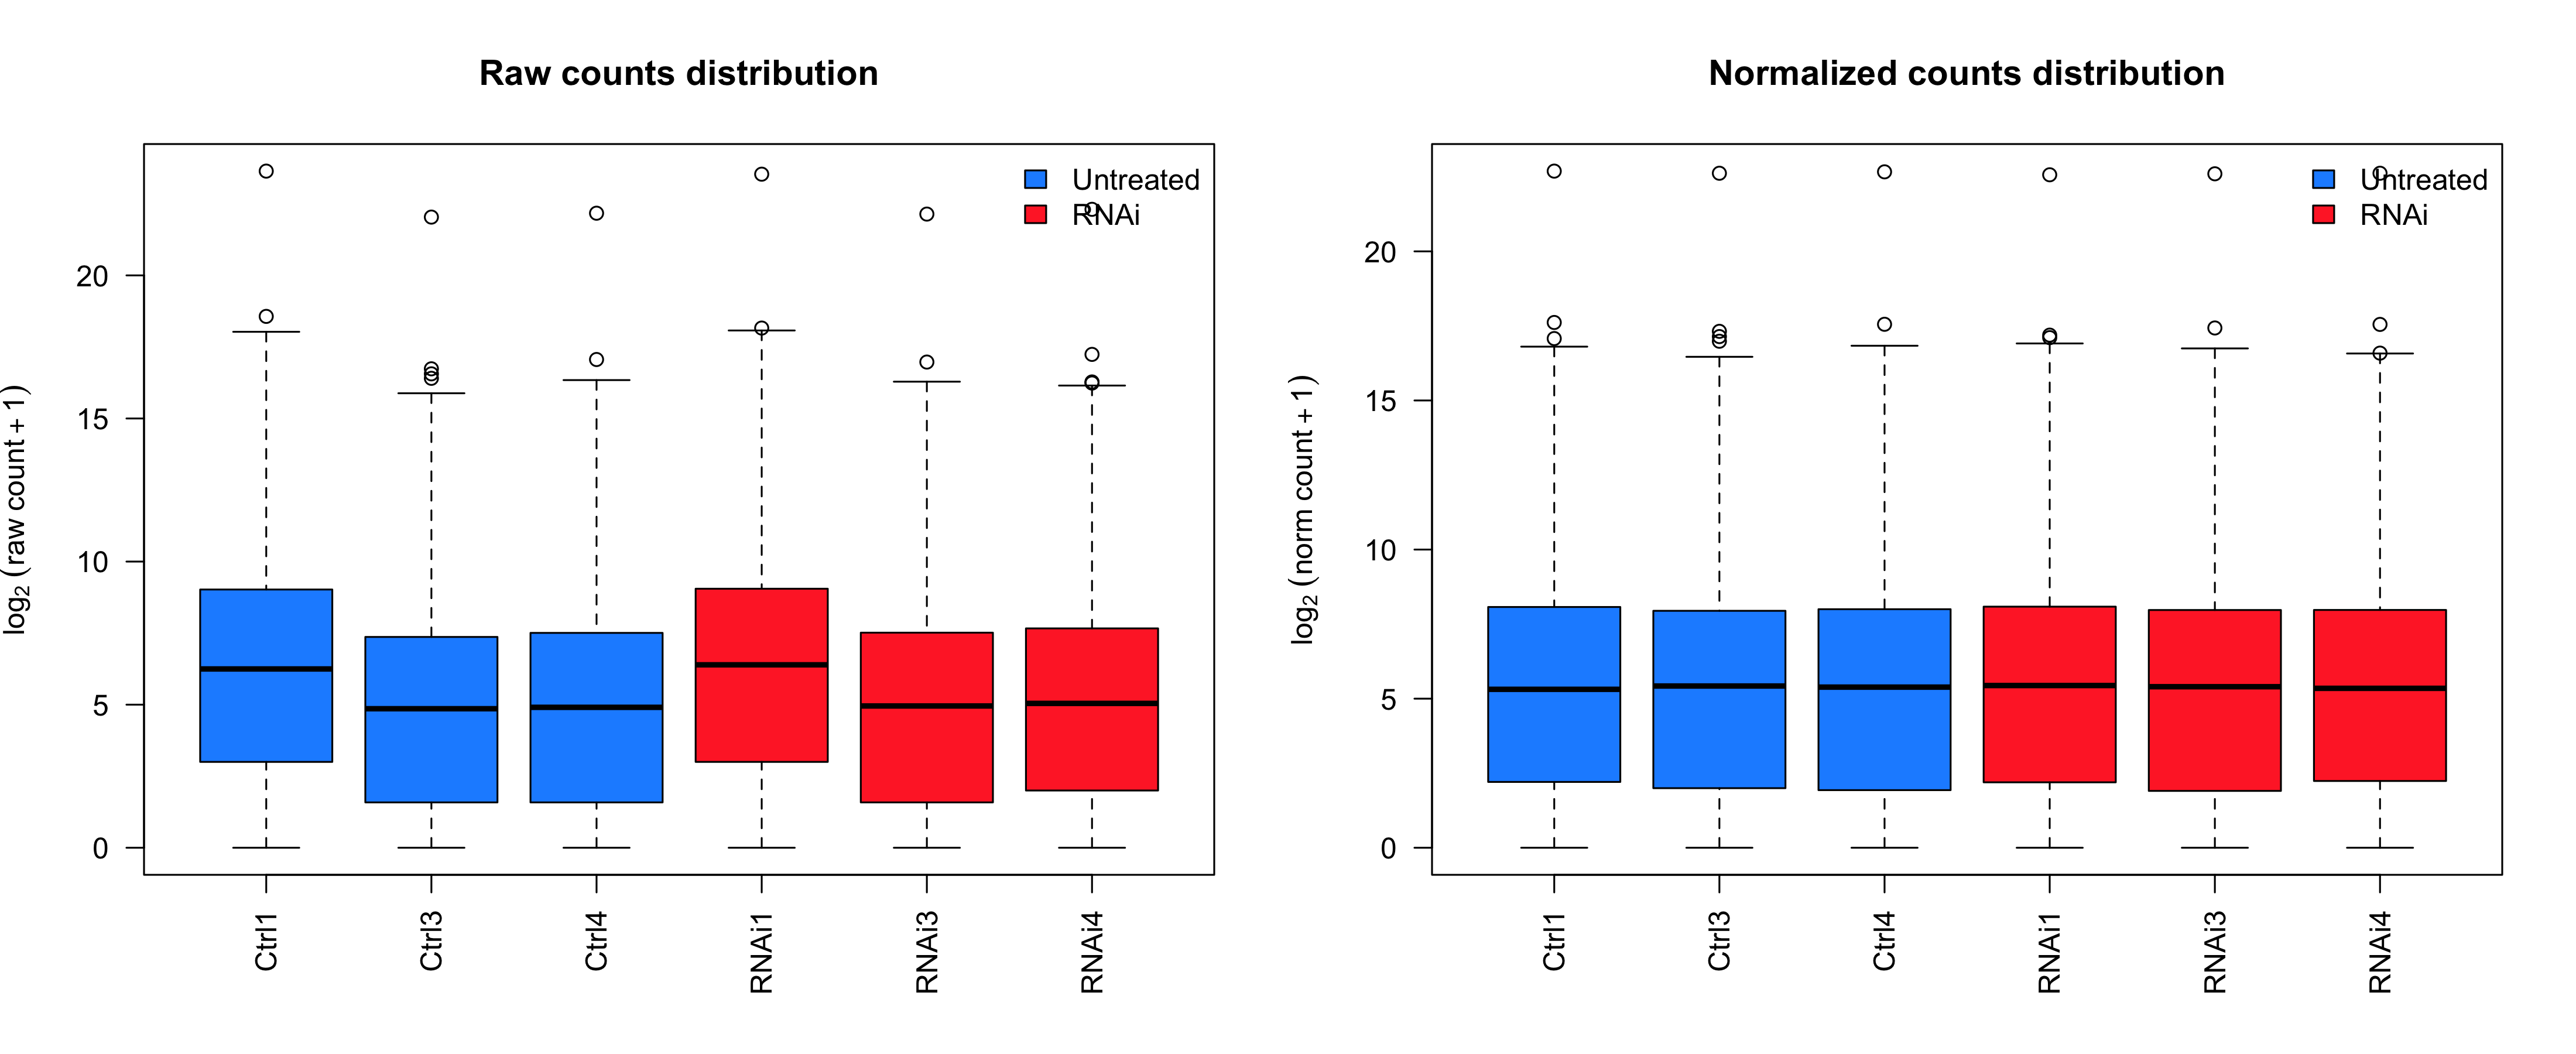 Raw counts distribution
log2 (raw count + 1)
20
15
10
5
0
Untreated
RNAi
Ctrl1
Ctrl3
Ctrl4
RNAi1
RNAi3
RNAi4
Normalized counts distribution
log2 (norm count + 1)
20
15
10
5
0
Untreated
RNAi
Ctrl1
Ctrl3
Ctrl4
RNAi1
RNAi3
RNAi4